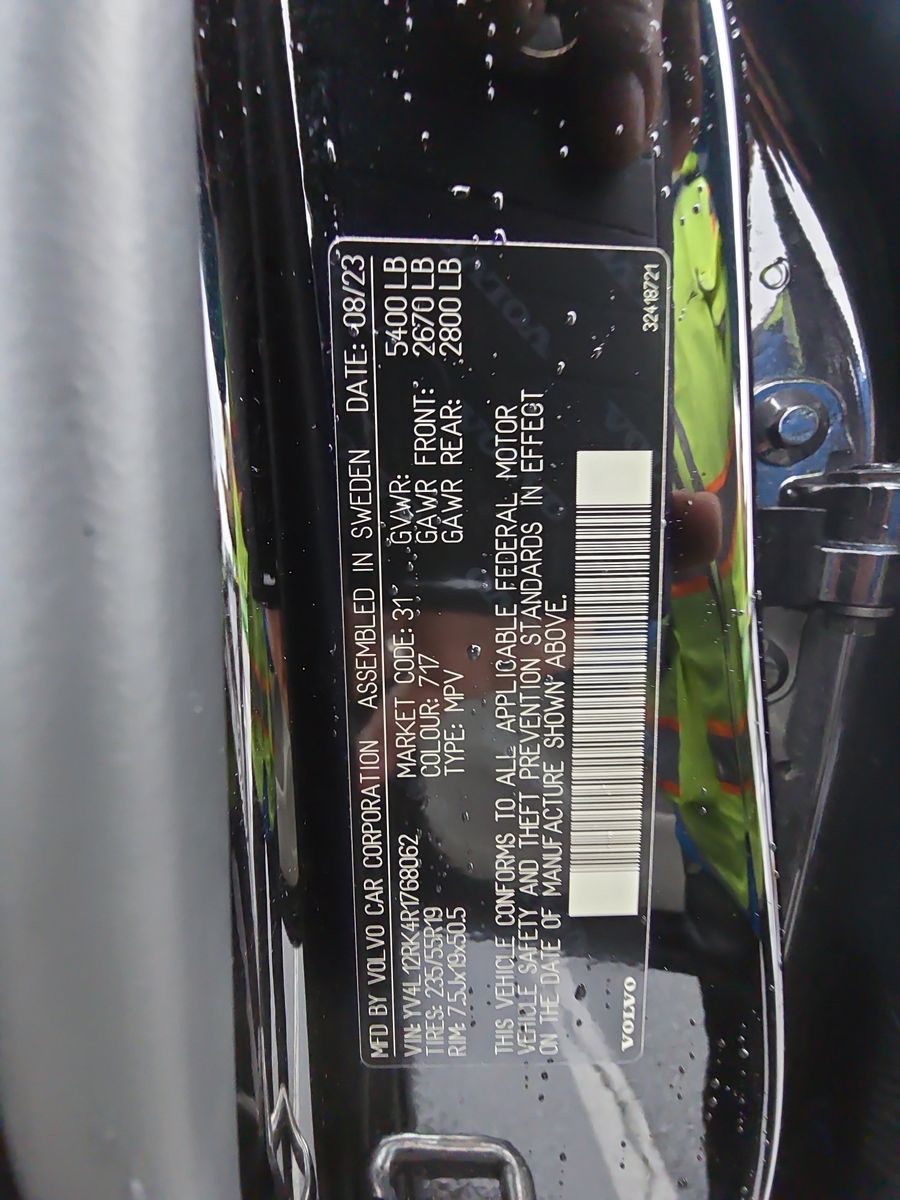 MFD BY VOLVO CAR CORPORATION ASSEMBLED IN SWEDEN DATE: 08/23
VIN: YV4L12RK4R1768062 MARKET CODE: 31 GVWR: 5400 LB
TIRES: 235/55R19 COLOUR: 717 GAWR FRONT: 2670 LB
RIM: 7.5Jx19x50.5 TYPE: MPV GAWR REAR: 2800 LB
THIS VEHICLE CONFORMS TO ALL APPLICABLE FEDERAL MOTOR
VEHICLE SAFETY AND THEFT PREVENTION STANDARDS IN EFFECT
ON THE DATE OF MANUFACTURE SHOWN ABOVE.
VOLVO 32418721